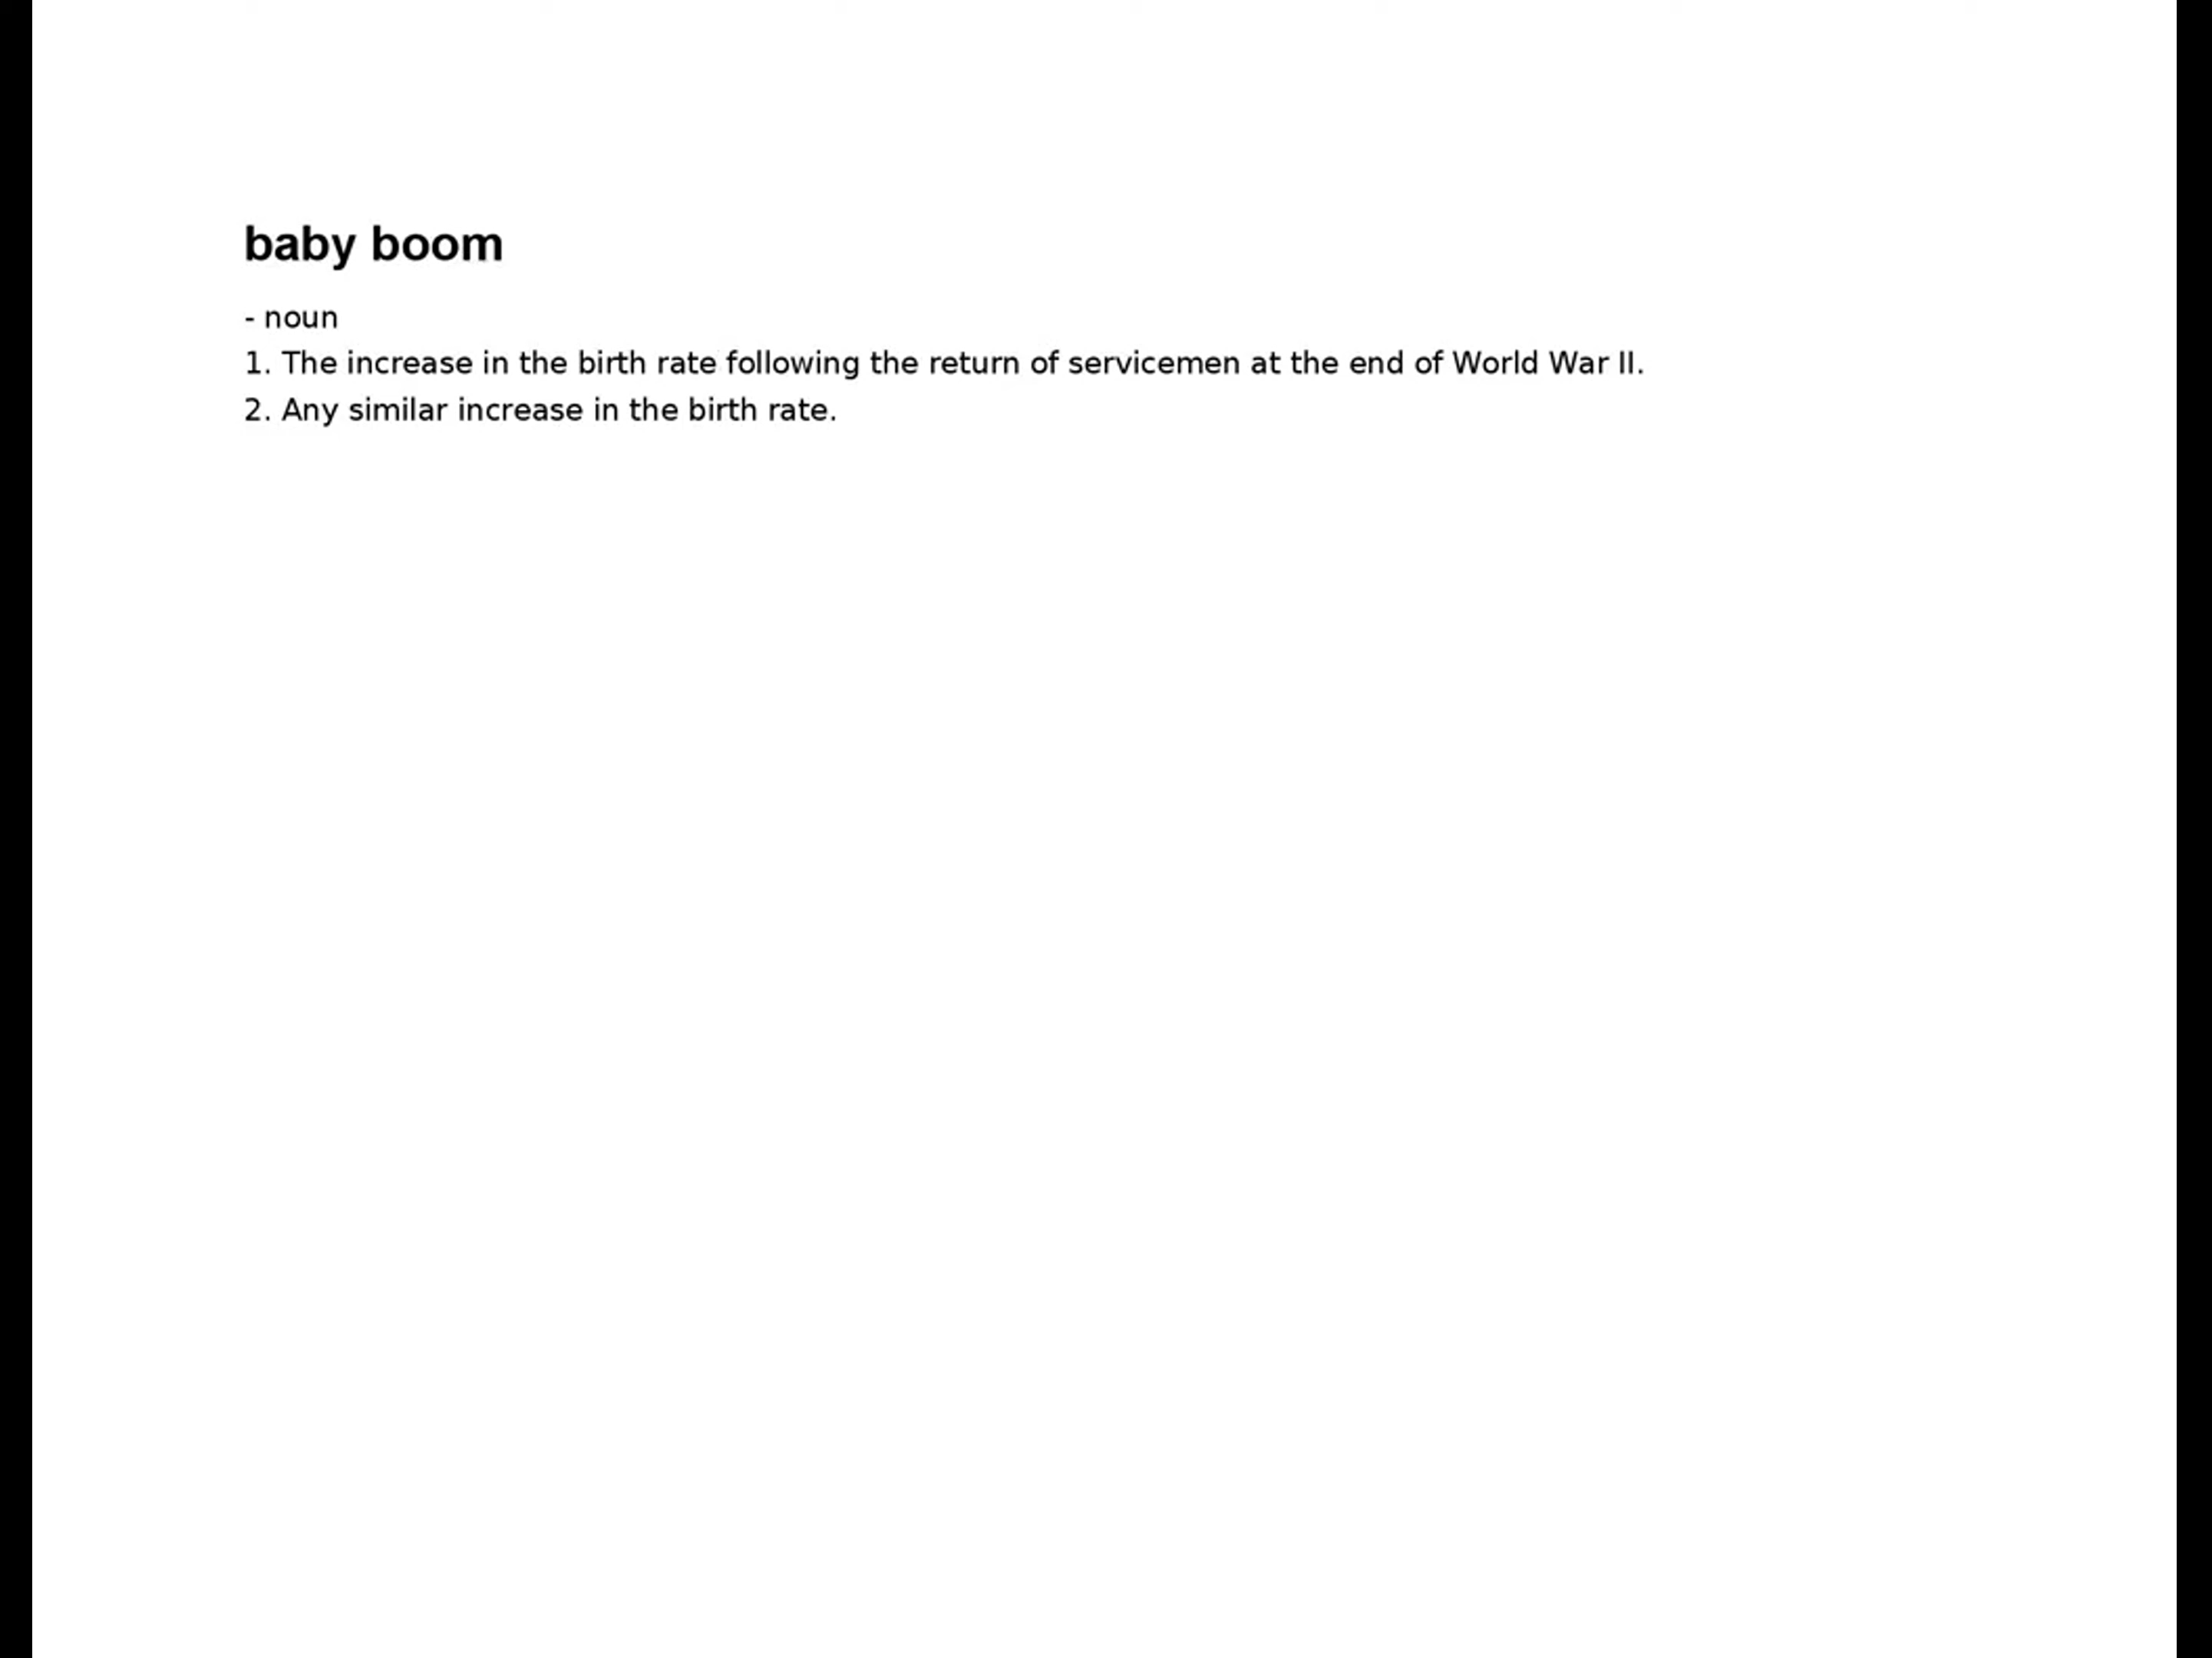 baby boom
- noun
1. The increase in the birth rate following the return of servicemen at the end of World War II.
2. Any similar increase in the birth rate.